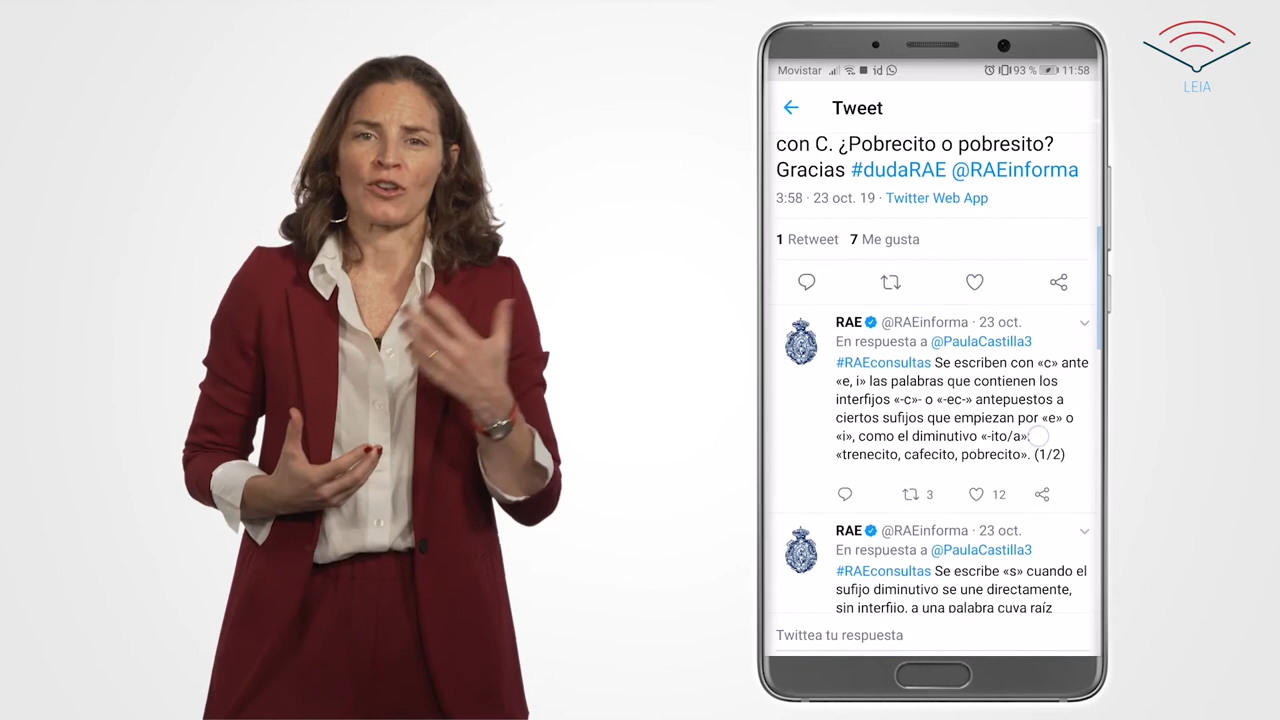 Movistar id 93 % 11:58
LEIA
Tweet
con C. ¿Pobrecito o pobresito?
Gracias #dudaRAE @RAEinforma
3:58 · 23 oct. 19 · Twitter Web App
1 Retweet 7 Me gusta
RAE @RAEinforma · 23 oct.
En respuesta a @PaulaCastilla3
#RAEconsultas Se escriben con «c» ante
«e, i» las palabras que contienen los
interfijos «-c»- o «-ec-» antepuestos a
ciertos sufijos que empiezan por «e» o
«i», como el diminutivo «-ito/a»:
«trenecito, cafecito, pobrecito». (1/2)
3 12
RAE @RAEinforma · 23 oct.
En respuesta a @PaulaCastilla3
#RAEconsultas Se escribe «s» cuando el
sufijo diminutivo se une directamente,
sin interfijo, a una palabra cuya raíz
Twittea tu respuesta